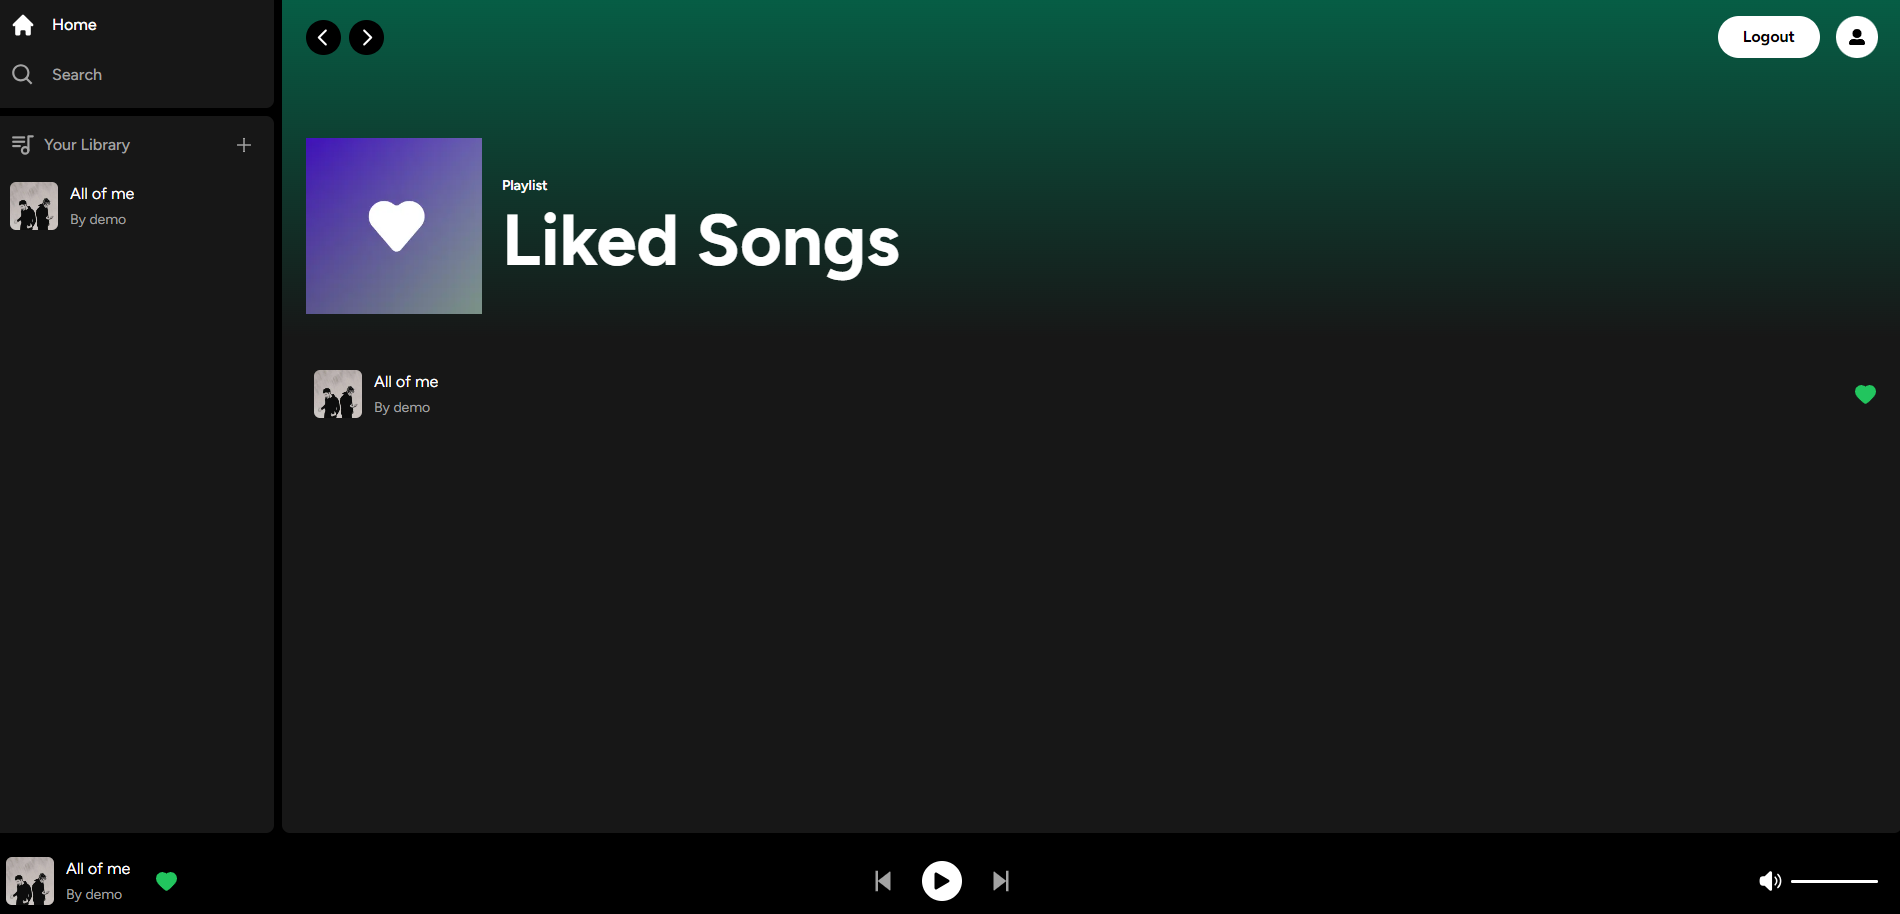 Home
Search
Your Library
All of me
By demo
Logout
Playlist
Liked Songs
All of me
By demo
All of me
By demo